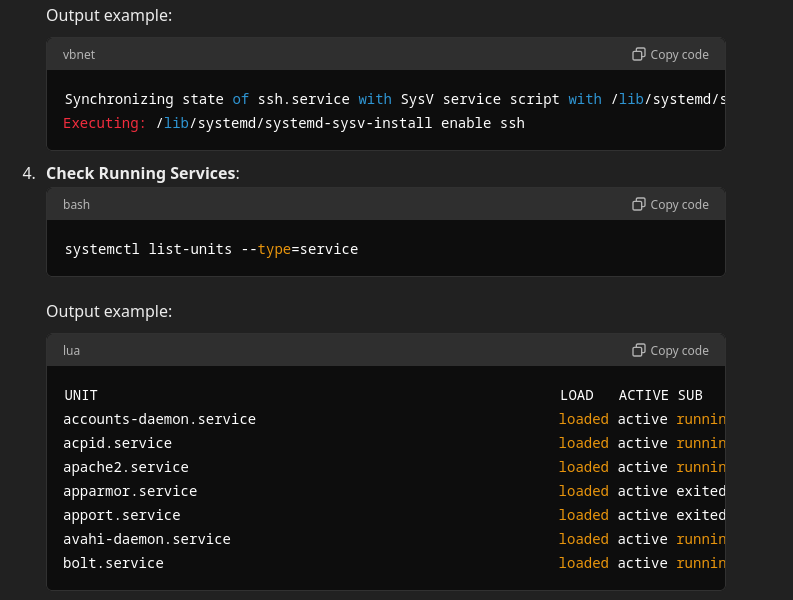 Output example:
vbnet Copy code
Synchronizing state of ssh.service with SysV service script with /lib/systemd/s
Executing: /lib/systemd/systemd-sysv-install enable ssh
4. Check Running Services:
bash Copy code
systemctl list-units --type=service
Output example:
lua Copy code
UNIT LOAD ACTIVE SUB
accounts-daemon.service loaded active runnin
acpid.service loaded active runnin
apache2.service loaded active runnin
apparmor.service loaded active exited
apport.service loaded active exited
avahi-daemon.service loaded active runnin
bolt.service loaded active runnin